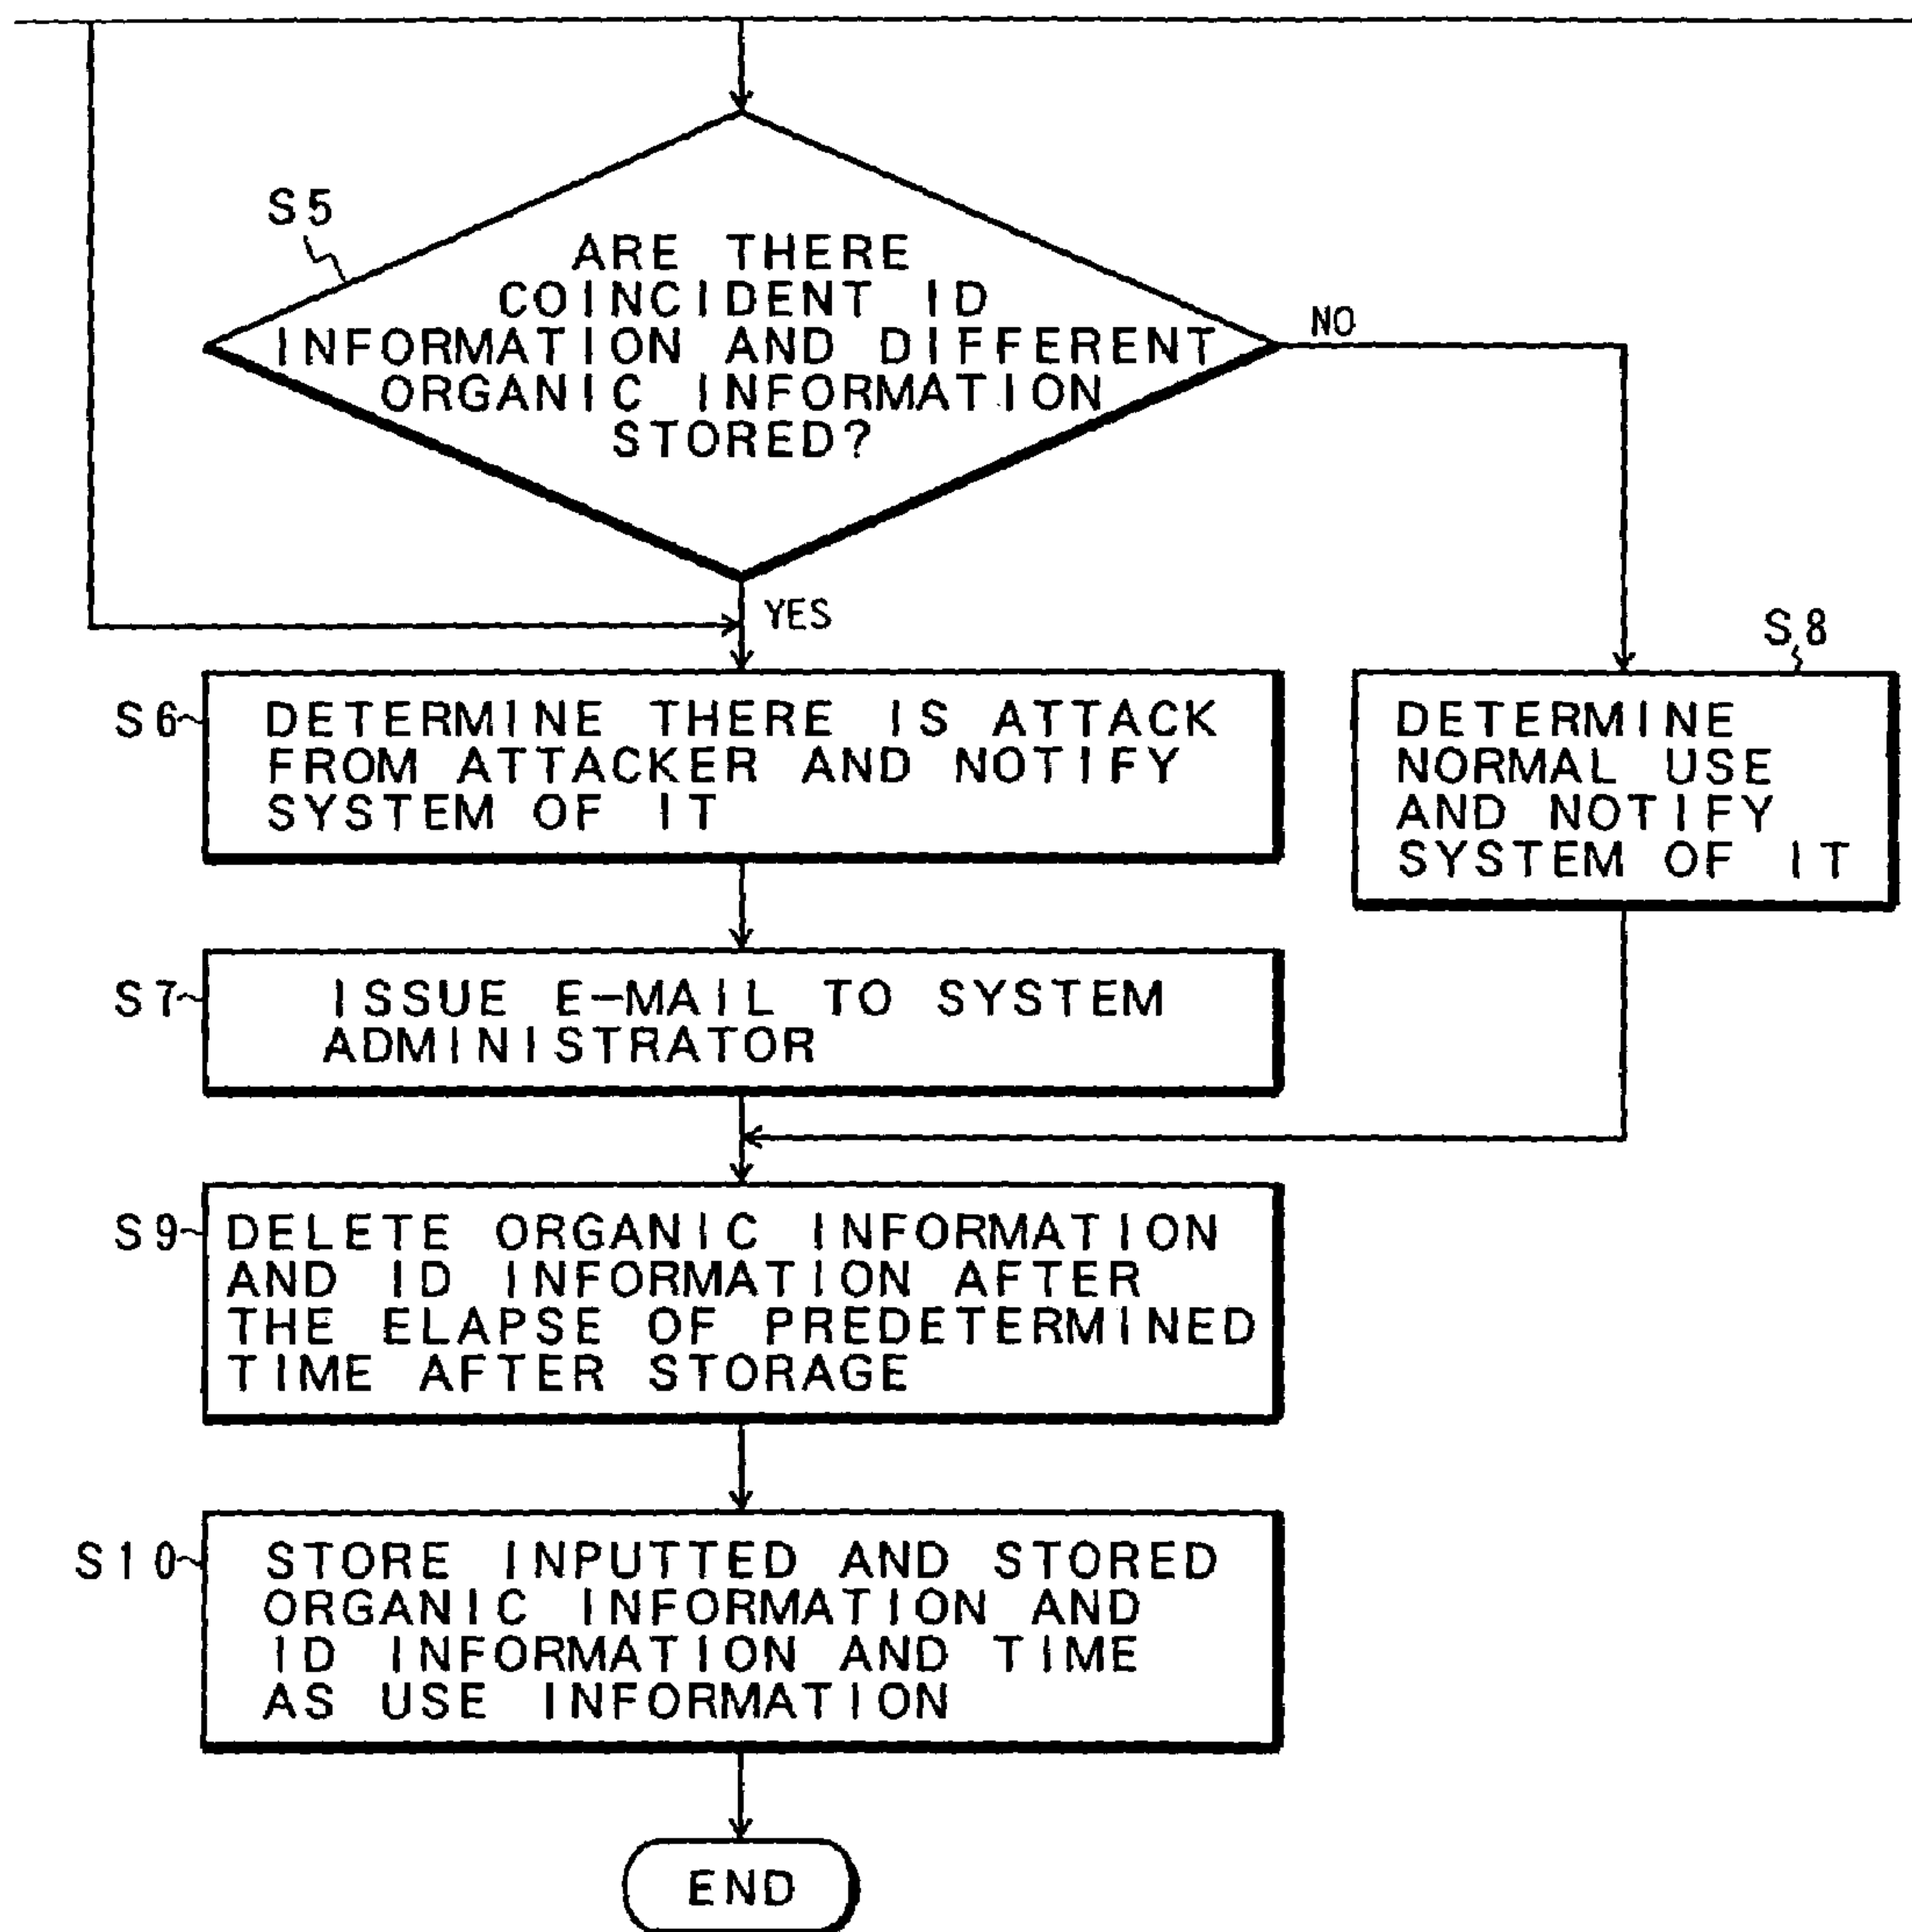 S5
ARE THERE
COINCIDENT ID
INFORMATION AND DIFFERENT
ORGANIC INFORMATION
STORED?
NO
YES
S6
DETERMINE THERE IS ATTACK
FROM ATTACKER AND NOTIFY
SYSTEM OF IT
S8
DETERMINE
NORMAL USE
AND NOTIFY
SYSTEM OF IT
S7
ISSUE E-MAIL TO SYSTEM
ADMINISTRATOR
S9
DELETE ORGANIC INFORMATION
AND ID INFORMATION AFTER
THE ELAPSE OF PREDETERMINED
TIME AFTER STORAGE
S10
STORE INPUTTED AND STORED
ORGANIC INFORMATION AND
ID INFORMATION AND TIME
AS USE INFORMATION
END